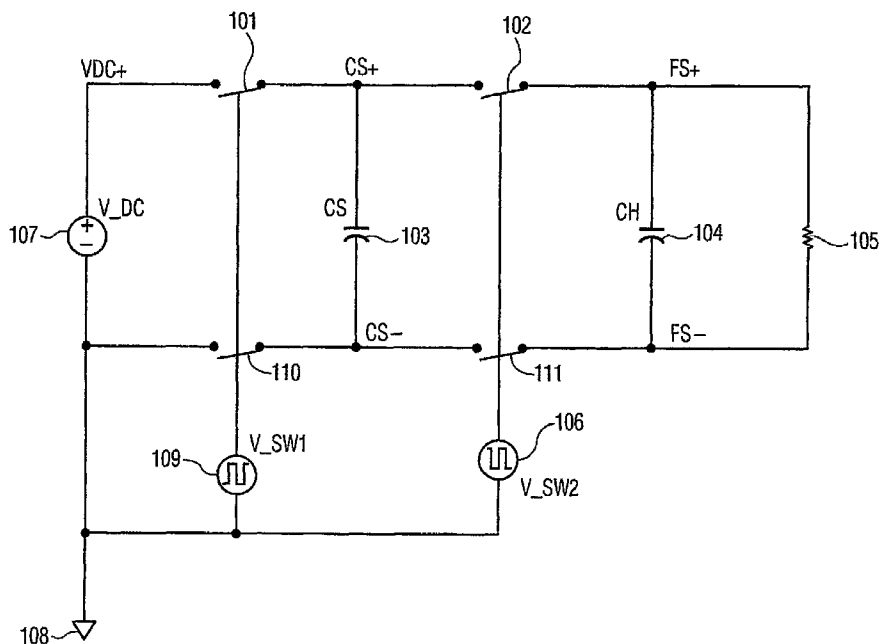 101
102
VDC+
CS+
FS+
V_DC
107
CS
103
CH
104
105
CS−
FS−
110
111
109
V_SW1
106
V_SW2
108